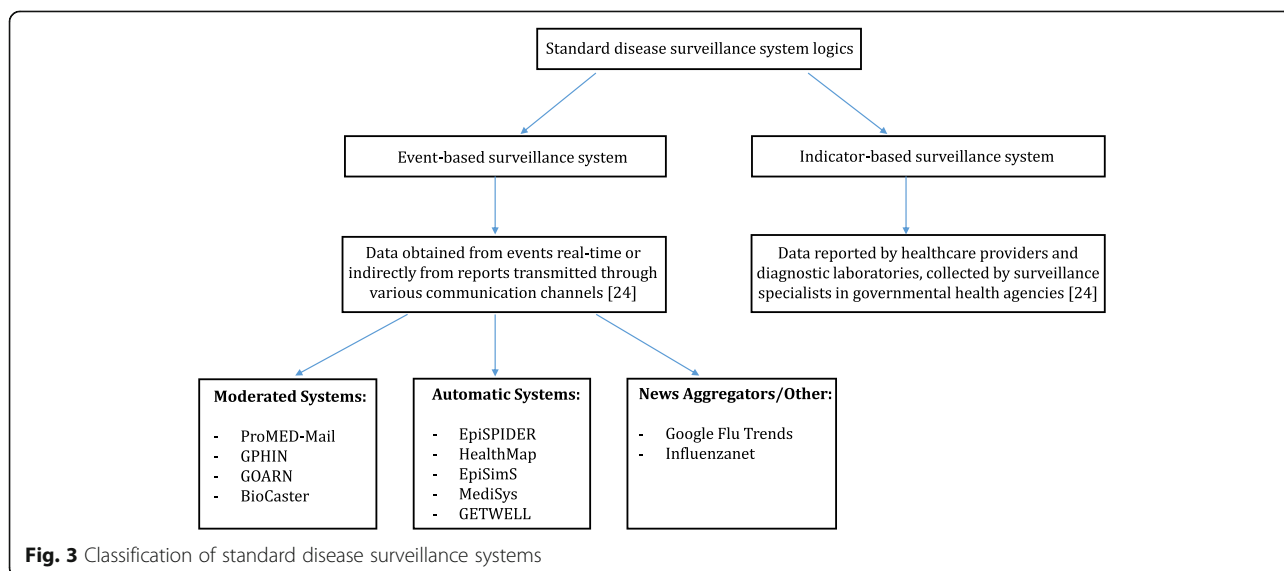 Standard disease surveillance system logics
Event-based surveillance system
Indicator-based surveillance system
Data obtained from events real-time or
indirectly from reports transmitted through
various communication channels [24]
Data reported by healthcare providers and
diagnostic laboratories, collected by surveillance
specialists in governmental health agencies [24]
Moderated Systems:
- ProMED-Mail
- GPHIN
- GOARN
- BioCaster
Automatic Systems:
- EpiSPIDER
- HealthMap
- EpiSimS
- MediSys
- GETWELL
News Aggregators/Other:
- Google Flu Trends
- Influenzanet
Fig. 3 Classification of standard disease surveillance systems